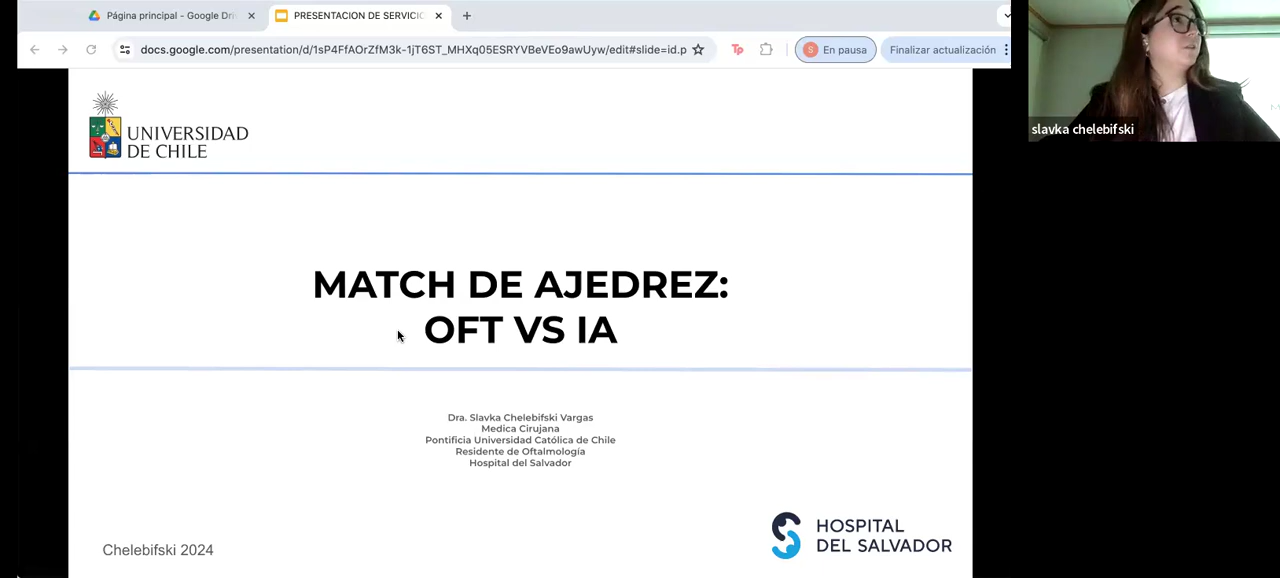 Página principal - Google Dri
PRESENTACION DE SERVICIO
docs.google.com/presentation/d/1sP4FfAOrZfM3k-1jT6ST_MHXq05ESRYVBeVEo9awUyw/edit#slide=id.p
S En pausa
Finalizar actualización
slavka chelebifski
UNIVERSIDAD
DE CHILE
MATCH DE AJEDREZ:
OFT VS IA
Dra. Slavka Chelebifski Vargas
Medica Cirujana
Pontificia Universidad Católica de Chile
Residente de Oftalmología
Hospital del Salvador
Chelebifski 2024
HOSPITAL
DEL SALVADOR